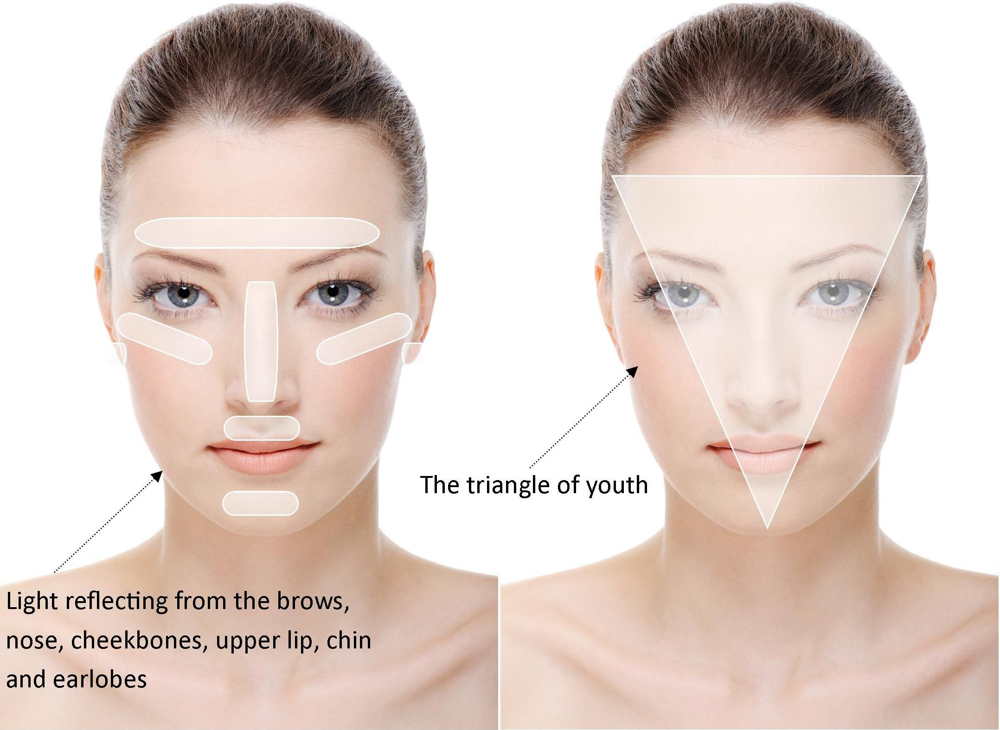 The triangle of youth
Light reflecting from the brows,
nose, cheekbones, upper lip, chin
and earlobes